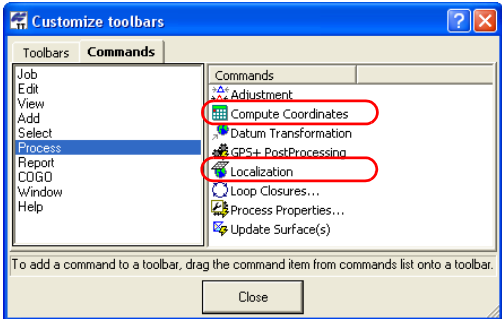 Customize toolbars
Toolbars Commands
Job
Edit
View
Add
Select
Process
Report
COGO
Window
Help
Commands
Adjustment
Compute Coordinates
Datum Transformation
GPS+ PostProcessing
Localization
Loop Closures...
Process Properties...
Update Surface(s)
To add a command to a toolbar, drag the command item from commands list onto a toolbar.
Close